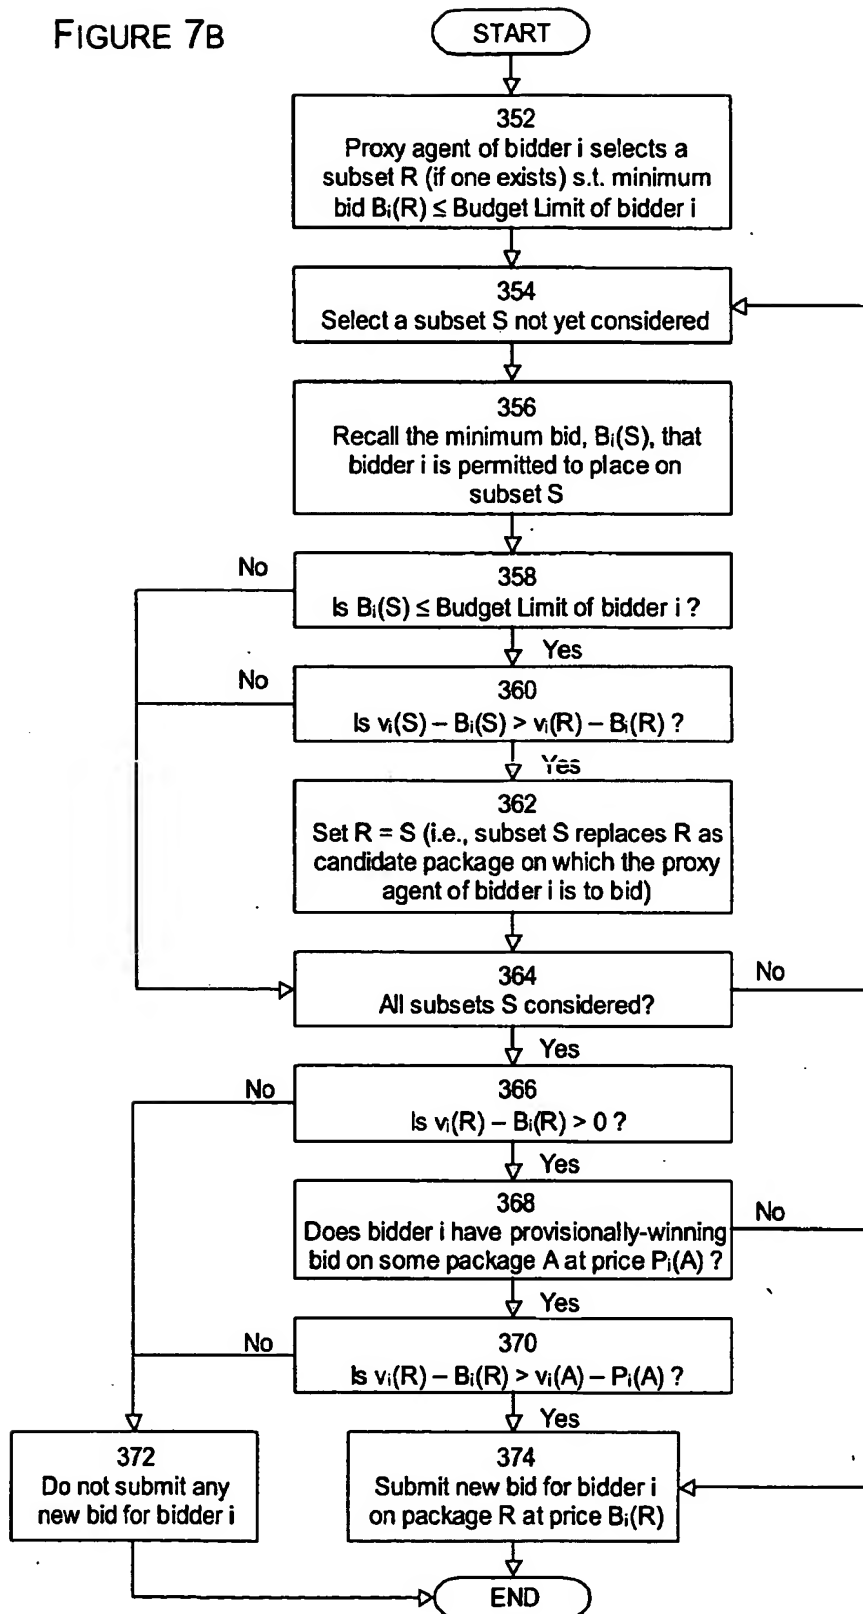 FIGURE 7B
START
352
Proxy agent of bidder i selects a
subset R (if one exists) s.t. minimum
bid Bi(R) ≤ Budget Limit of bidder i
354
Select a subset S not yet considered
356
Recall the minimum bid, Bi(S), that
bidder i is permitted to place on
subset S
No
358
Is Bi(S) ≤ Budget Limit of bidder i ?
Yes
No
360
Is vi(S) – Bi(S) > vi(R) – Bi(R) ?
Yes
362
Set R = S (i.e., subset S replaces R as
candidate package on which the proxy
agent of bidder i is to bid)
364
All subsets S considered?
No
Yes
No
366
Is vi(R) – Bi(R) > 0 ?
Yes
368
Does bidder i have provisionally-winning
bid on some package A at price Pi(A) ?
No
Yes
No
370
Is vi(R) – Bi(R) > vi(A) – Pi(A) ?
Yes
372
Do not submit any
new bid for bidder i
374
Submit new bid for bidder i
on package R at price Bi(R)
END